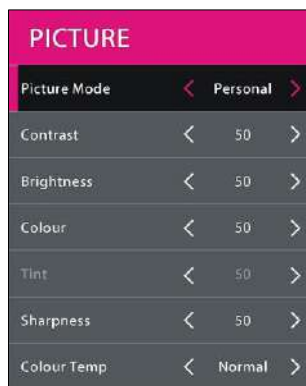 PICTURE
Picture Mode < Personal >
Contrast < 50 >
Brightness < 50 >
Colour < 50 >
Tint < 50 >
Sharpness < 50 >
Colour Temp < Normal >